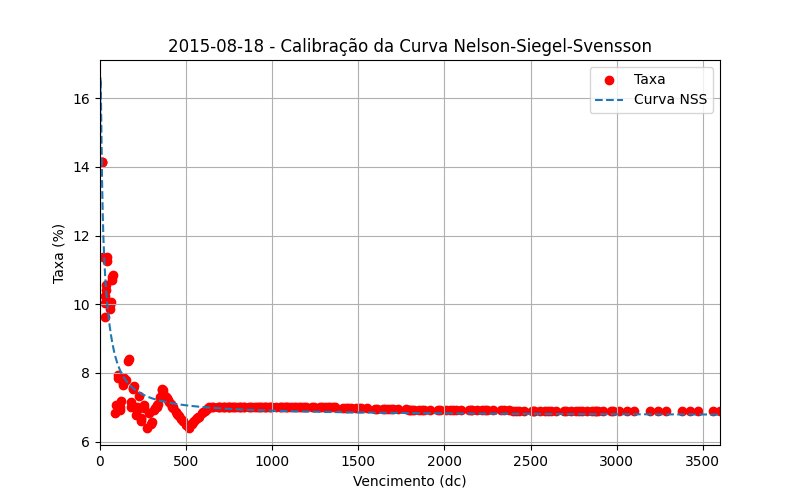 2015-08-18 - Calibração da Curva Nelson-Siegel-Svensson
Taxa
Curva NSS
Taxa (%)
16
14
12
10
8
6
0 500 1000 1500 2000 2500 3000 3500
Vencimento (dc)